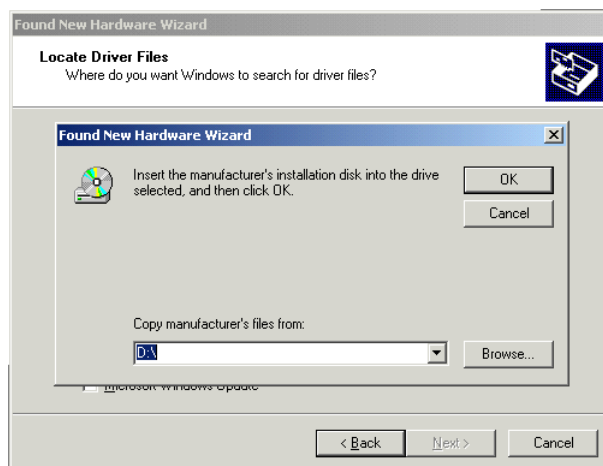 Found New Hardware Wizard
Locate Driver Files
Where do you want Windows to search for driver files?
Found New Hardware Wizard
Insert the manufacturer's installation disk into the drive
selected, and then click OK.
OK
Cancel
Copy manufacturer's files from:
D:\
Browse...
Microsoft Windows Update
< Back
Next >
Cancel